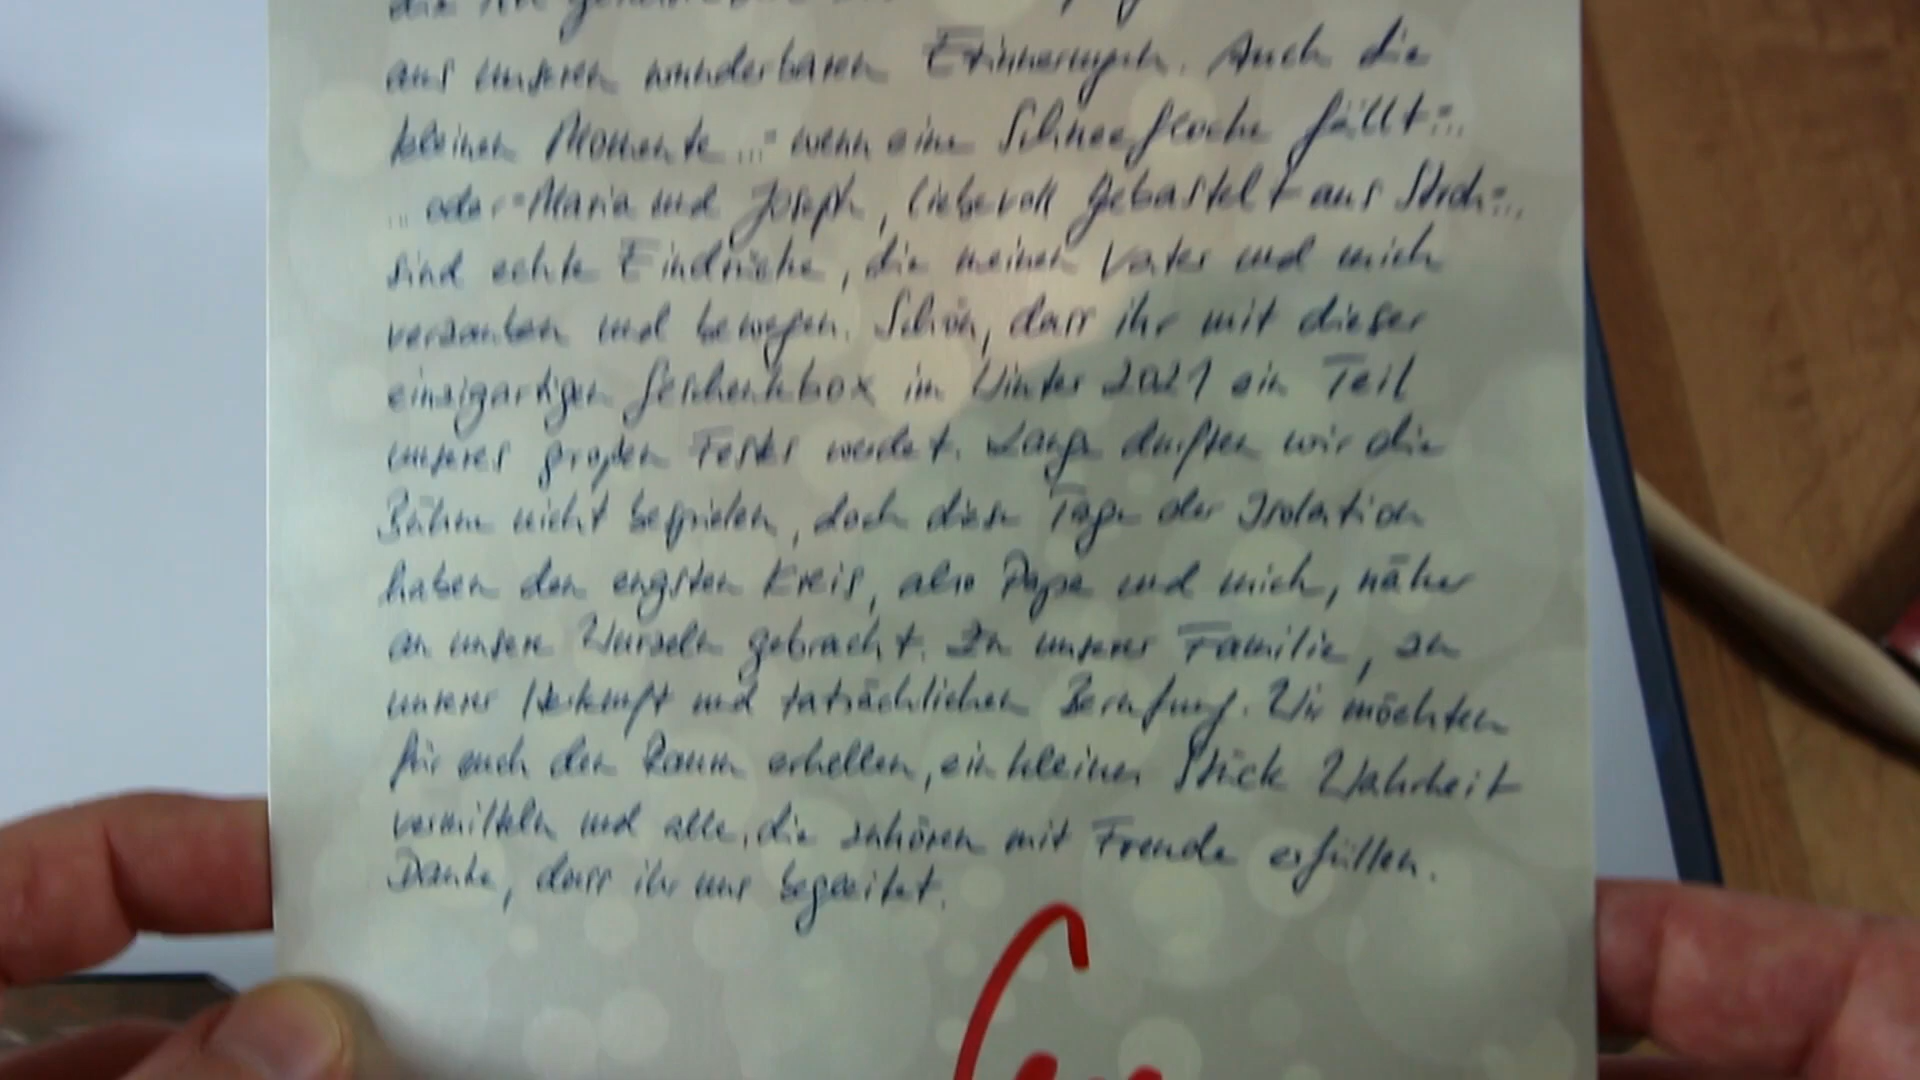 die
aus unseren wunderbaren Erinnerungen. Auch die
kleinen Momente ..." wenn eine Schneeflocke fällt"...
... oder "Maria und Joseph, liebevoll gebastelt aus Stroh"...
sind echte Eindrücke, die meinen Vater und mich
verzaubern und bewegen. Schön, dass ihr mit dieser
einzigartigen Geschenkbox im Winter 2021 ein Teil
unseres großen Festes werdet. Lange durften wir die
Bühne nicht bespielen, doch diese Tage der Isolation
haben den engsten Kreis, also Papa und mich, näher
an unsere Wurzeln gebracht. Zu unserer Familie, zu
unserer Herkunft und tatsächlichen Berufung. Wir möchten
für euch den Raum erhellen, ein kleines Stück Wahrheit
vermitteln und alle, die zuhören mit Freude erfüllen.
Danke, dass ihr uns begleitet.